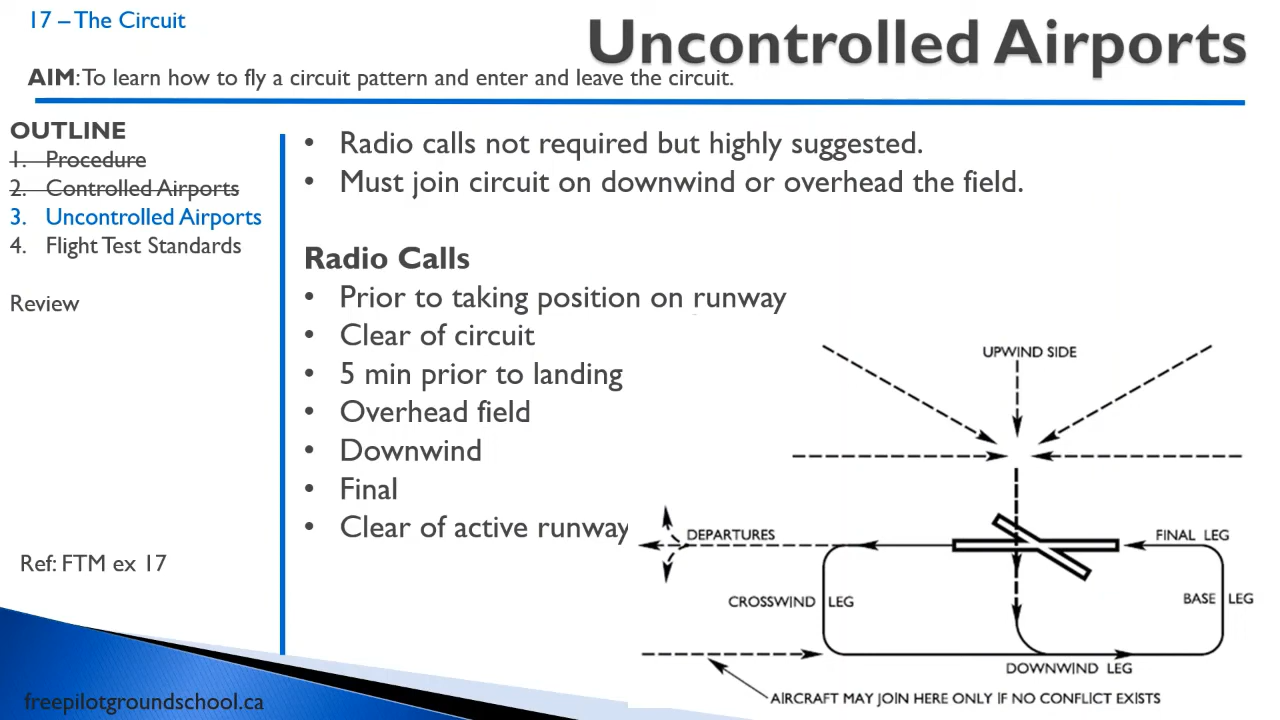 17 – The Circuit
Uncontrolled Airports
AIM: To learn how to fly a circuit pattern and enter and leave the circuit.
OUTLINE
1. Procedure
2. Controlled Airports
3. Uncontrolled Airports
4. Flight Test Standards
Review
Ref: FTM ex 17
freepilotgroundschool.ca
• Radio calls not required but highly suggested.
• Must join circuit on downwind or overhead the field.
Radio Calls
• Prior to taking position on runway
• Clear of circuit
• 5 min prior to landing
• Overhead field
• Downwind
• Final
• Clear of active runway
UPWIND SIDE
DEPARTURES
FINAL LEG
CROSSWIND LEG
BASE LEG
DOWNWIND LEG
AIRCRAFT MAY JOIN HERE ONLY IF NO CONFLICT EXISTS